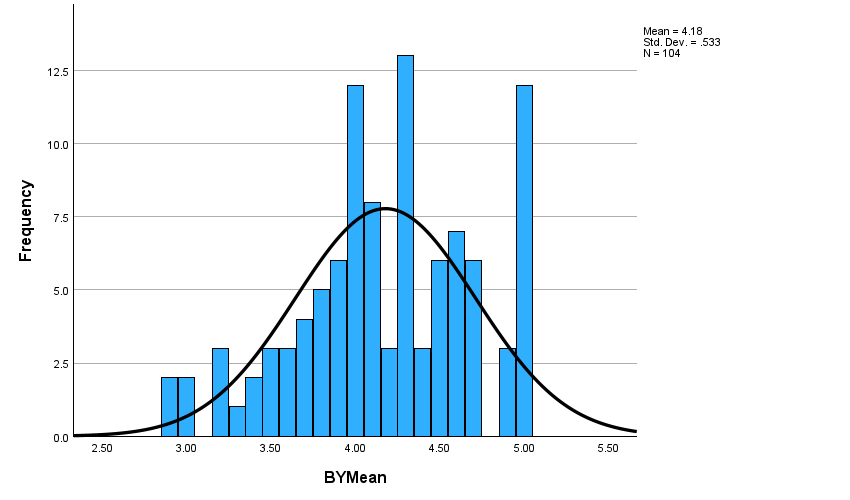 Mean = 4.18
Std. Dev. = .533
N = 104
12.5
10.0
7.5
5.0
2.5
0.0
Frequency
2.50 3.00 3.50 4.00 4.50 5.00 5.50
BYMean